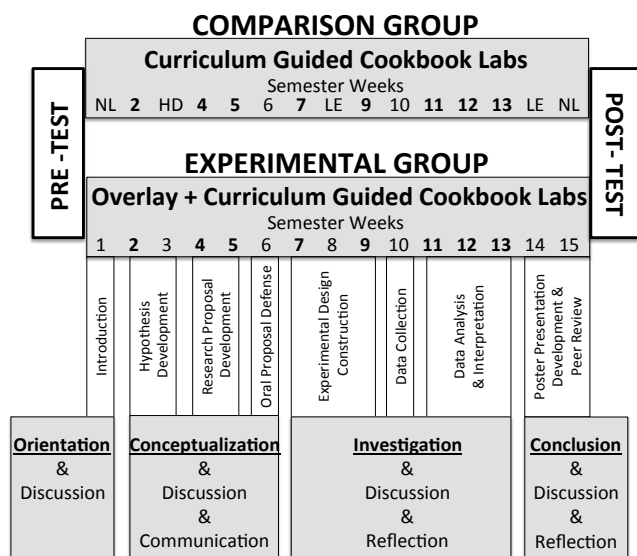 COMPARISON GROUP
Curriculum Guided Cookbook Labs
Semester Weeks
NL 2 HD 4 5 6 7 LE 9 10 11 12 13 LE NL
PRE -TEST
POST- TEST
EXPERIMENTAL GROUP
Overlay + Curriculum Guided Cookbook Labs
Semester Weeks
1 2 3 4 5 6 7 8 9 10 11 12 13 14 15
Introduction
Hypothesis
Development
Research Proposal
Development
Oral Proposal Defense
Experimental Design
Construction
Data Collection
Data Analysis
& Interpretation
Poster Presentation
Development &
Peer Review
Orientation
&
Discussion
Conceptualization
&
Discussion
&
Communication
Investigation
&
Discussion
&
Reflection
Conclusion
&
Discussion
&
Reflection